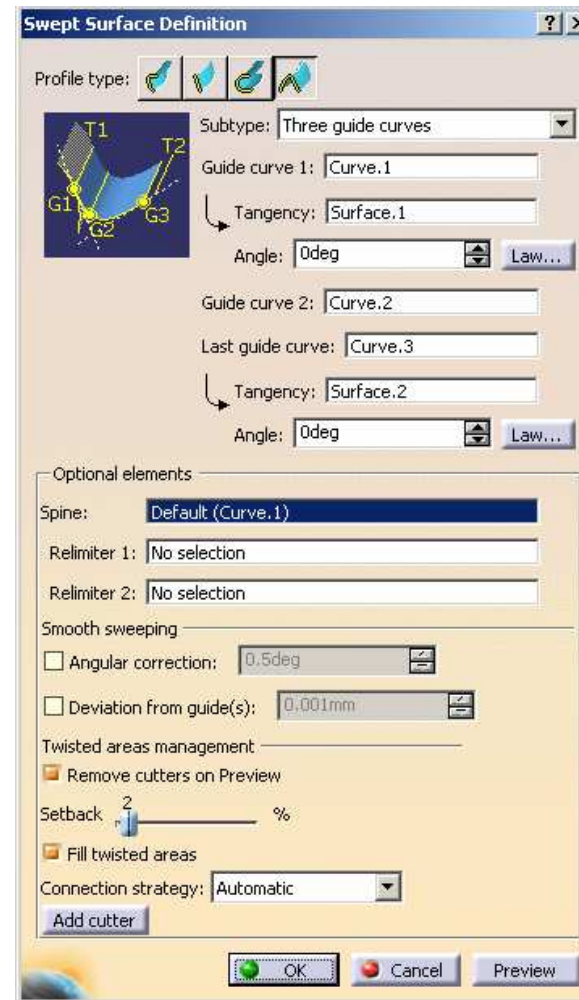 Swept Surface Definition ? X
Profile type:
Subtype: Three guide curves
T1
T2
G1
G2
G3
Guide curve 1: Curve.1
Tangency: Surface.1
Angle: 0deg Law...
Guide curve 2: Curve.2
Last guide curve: Curve.3
Tangency: Surface.2
Angle: 0deg Law...
Optional elements
Spine: Default (Curve.1)
Relimiter 1: No selection
Relimiter 2: No selection
Smooth sweeping
Angular correction: 0.5deg
Deviation from guide(s): 0.001mm
Twisted areas management
Remove cutters on Preview
2
Setback %
Fill twisted areas
Connection strategy: Automatic
Add cutter
OK Cancel Preview